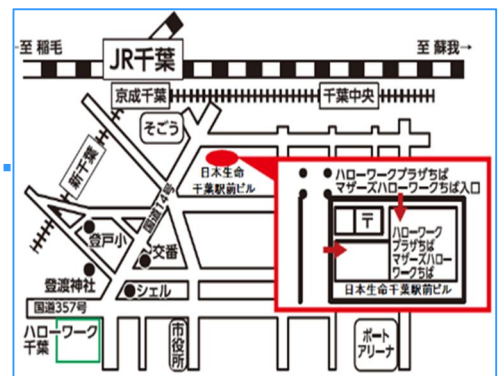 至 稲毛
JR千葉
至 蘇我→
京成千葉
千葉中央
そごう
新千葉
日本生命
千葉駅前ビル
国道14号
登戸小
交番
登渡神社
シェル
国道357号
ハローワーク
千葉
市役所
ポート
アリーナ
ハローワークプラザちば
マザーズハローワークちば入口
〒
ハローワーク
プラザちば
マザーズハロー
ワークちば
日本生命千葉駅前ビル